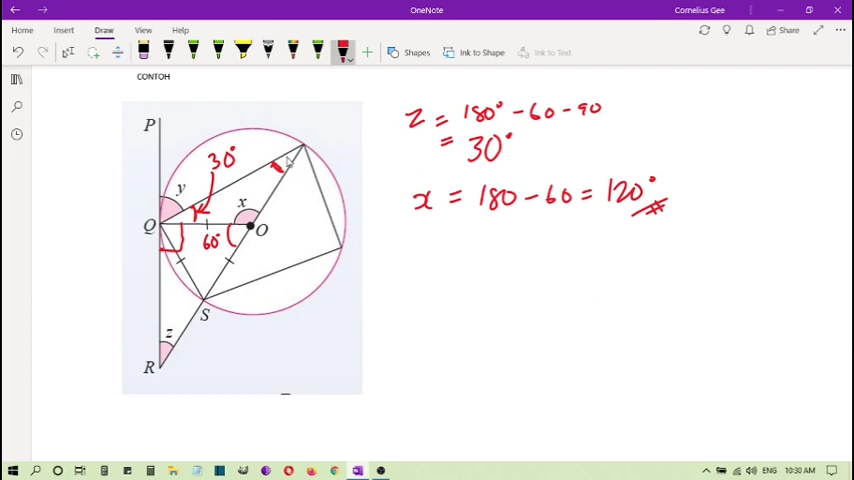 OneNote
Cornelius Gee
Home Insert Draw View Help
Share
Shapes
Ink to Shape
Ink to Text
CONTOH
z = 180° - 60 - 90
= 30°
x = 180 - 60 = 120°
P
30°
y
x
Q
O
60°
S
z
R
ENG
10:30 AM